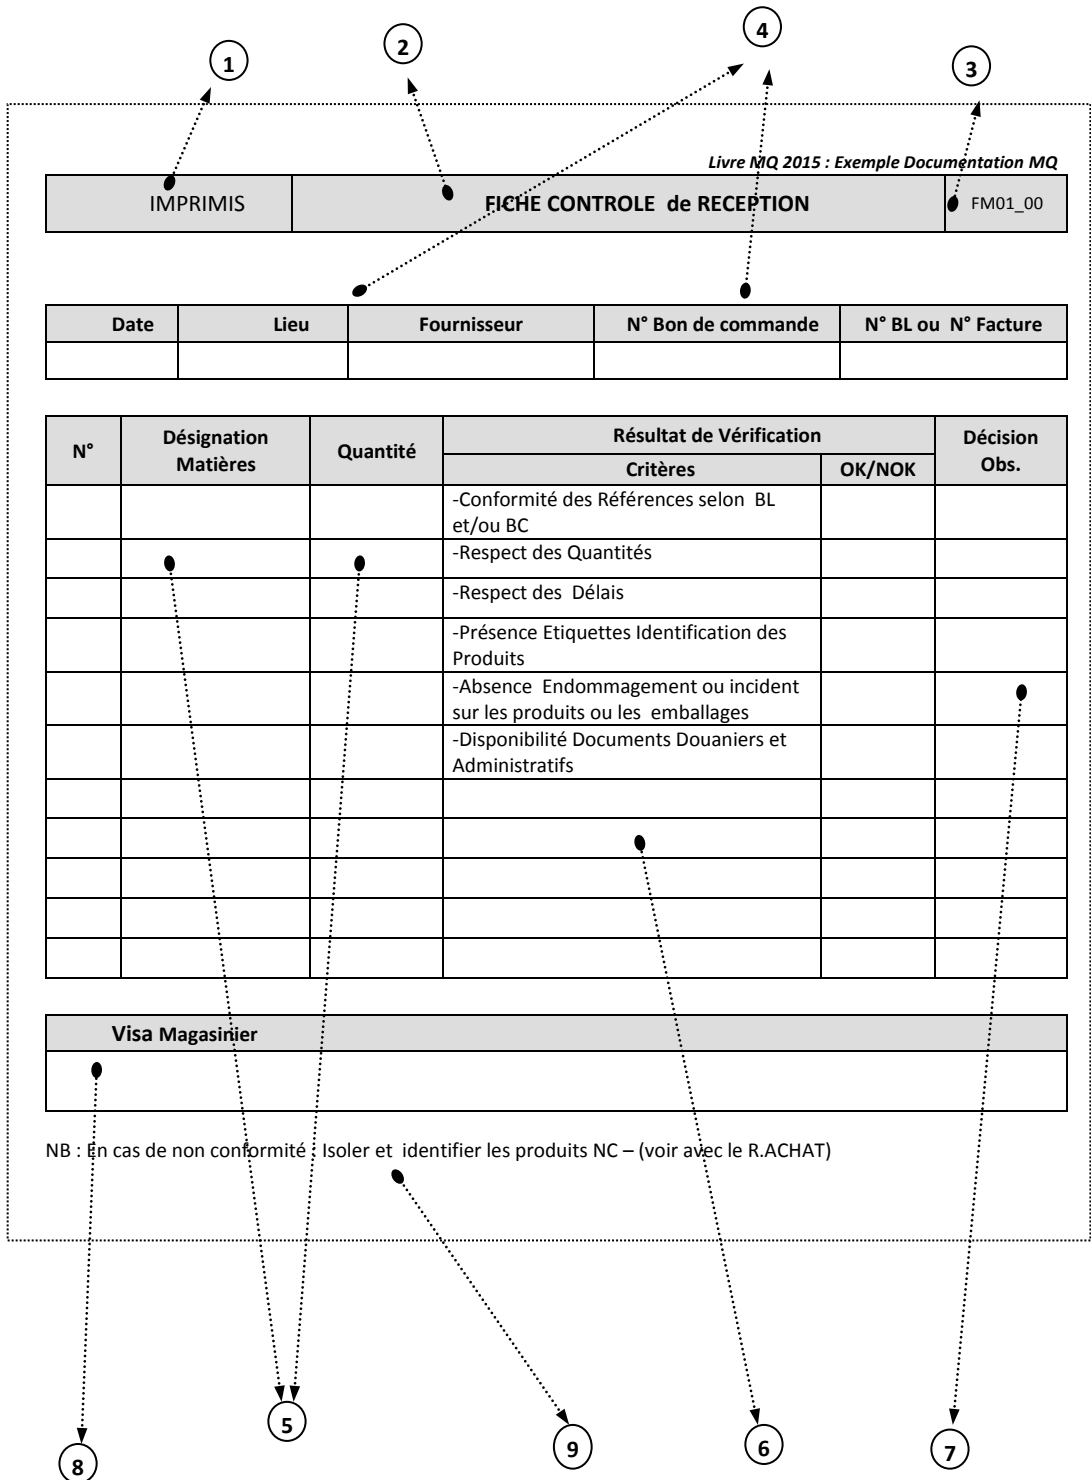 1
2
4
3
Livre MQ 2015 : Exemple Documentation MQ
IMPRIMIS
FICHE CONTROLE de RECEPTION
FM01_00
Date
Lieu
Fournisseur
N° Bon de commande
N° BL ou N° Facture
N°
Désignation
Matières
Quantité
Résultat de Vérification
Critères
OK/NOK
Décision
Obs.
-Conformité des Références selon BL
et/ou BC
-Respect des Quantités
-Respect des Délais
-Présence Etiquettes Identification des
Produits
-Absence Endommagement ou incident
sur les produits ou les emballages
-Disponibilité Documents Douaniers et
Administratifs
Visa Magasinier
NB : En cas de non conformité : Isoler et identifier les produits NC – (voir avec le R.ACHAT)
8
5
9
6
7